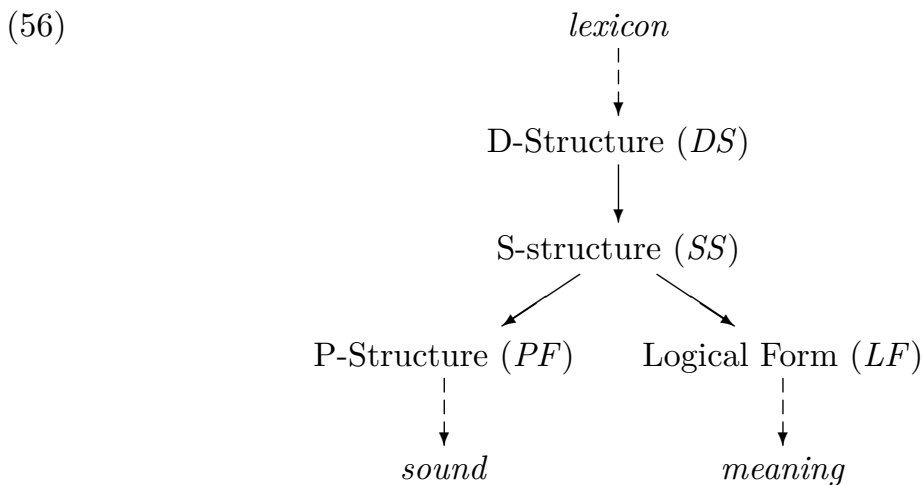 (56) lexicon
D-Structure (DS)
S-structure (SS)
P-Structure (PF) Logical Form (LF)
sound meaning